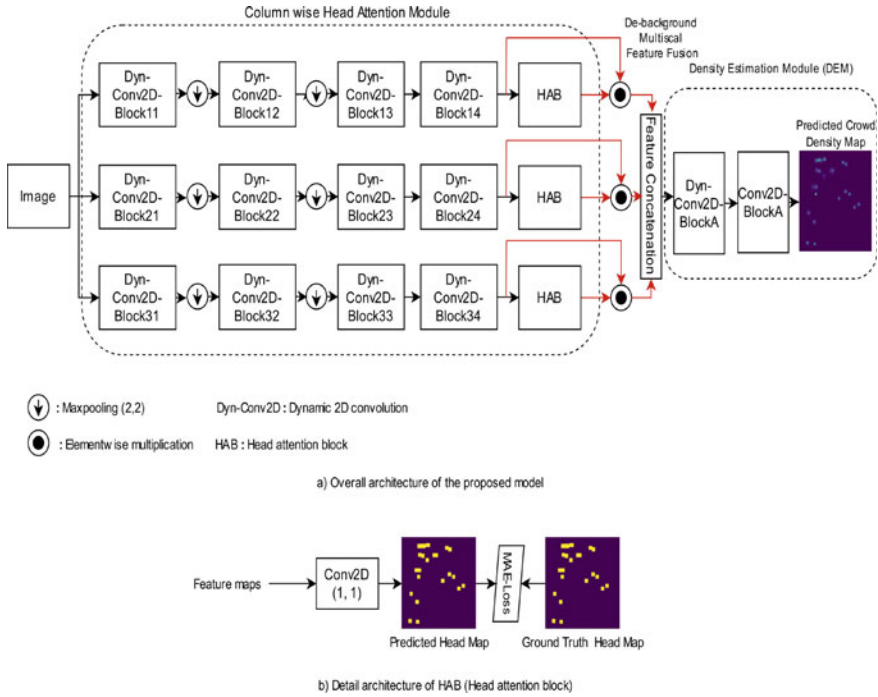 Column wise Head Attention Module
De-background
Multiscal
Feature Fusion
Density Estimation Module (DEM)
Dyn-
Conv2D-
Block11
Dyn-
Conv2D-
Block12
Dyn-
Conv2D-
Block13
Dyn-
Conv2D-
Block14
HAB
Image
Dyn-
Conv2D-
Block21
Dyn-
Conv2D-
Block22
Dyn-
Conv2D-
Block23
Dyn-
Conv2D-
Block24
HAB
Dyn-
Conv2D-
Block31
Dyn-
Conv2D-
Block32
Dyn-
Conv2D-
Block33
Dyn-
Conv2D-
Block34
HAB
Feature Concatenation
Dyn-
Conv2D-
BlockA
Conv2D-
BlockA
Predicted Crowd
Density Map
: Maxpooling (2,2)
Dyn-Conv2D : Dynamic 2D convolution
: Elementwise multiplication
HAB : Head attention block
a) Overall architecture of the proposed model
Feature maps
Conv2D
(1, 1)
MAE-Loss
Predicted Head Map
Ground Truth Head Map
b) Detail architecture of HAB (Head attention block)